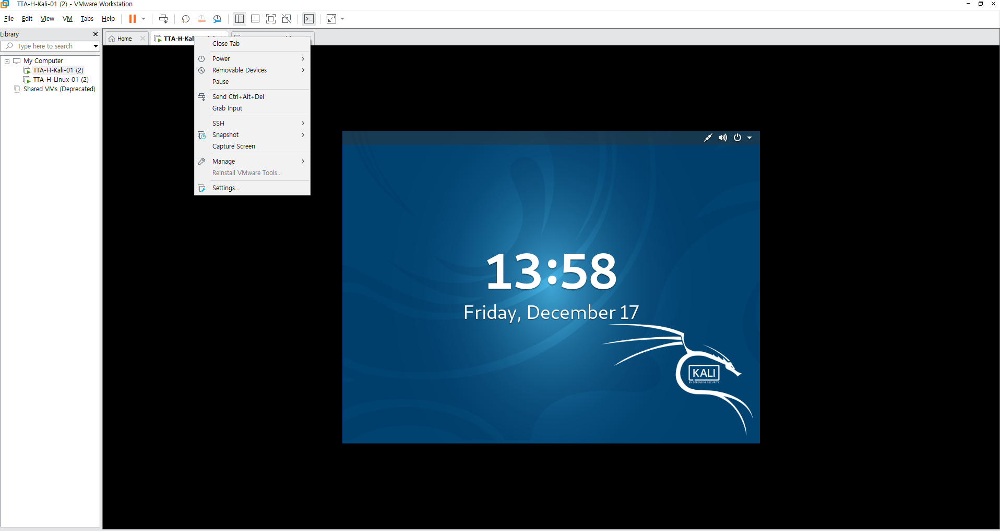 TTA-H-Kali-01 (2) - VMware Workstation
File Edit View VM Tabs Help
Library
Type here to search
My Computer
TTA-H-Kali-01 (2)
TTA-H-Linux-01 (2)
Shared VMs (Deprecated)
Home
TTA-H-Kal
Close Tab
Power
Removable Devices
Pause
Send Ctrl+Alt+Del
Grab Input
SSH
Snapshot
Capture Screen
Manage
Reinstall VMware Tools...
Settings...
13:58
Friday, December 17
KALI
BY OFFENSIVE SECURITY